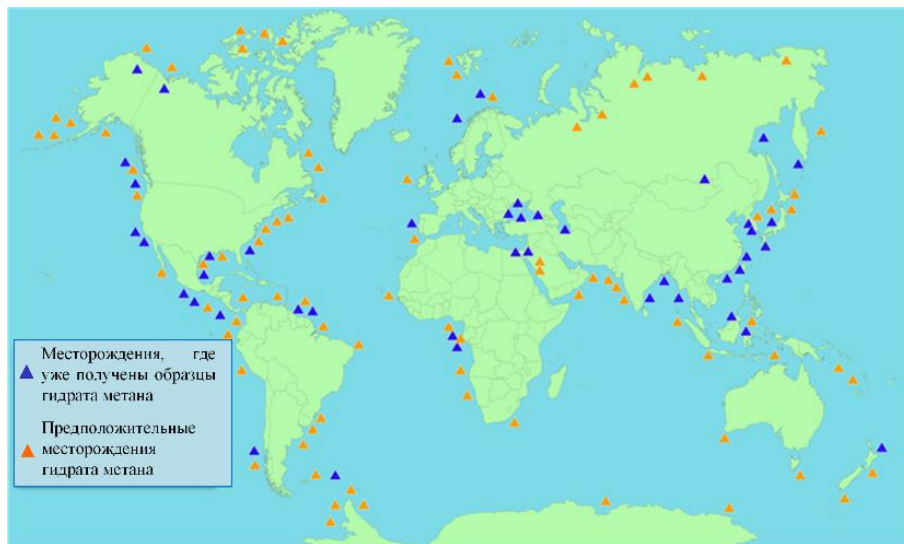 Месторождения, где
уже получены образцы
гидрата метана
Предположительные
месторождения
гидрата метана